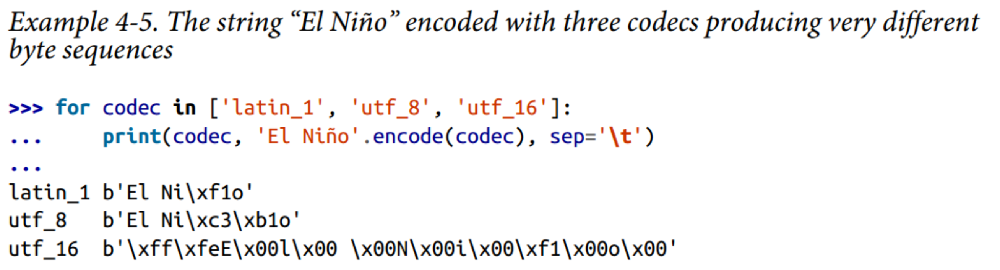 Example 4-5. The string “El Niño” encoded with three codecs producing very different
byte sequences
>>> for codec in ['latin_1', 'utf_8', 'utf_16']:
...     print(codec, 'El Niño'.encode(codec), sep='\t')
...
latin_1 b'El Ni\xf1o'
utf_8   b'El Ni\xc3\xb1o'
utf_16  b'\xff\xfeE\x00l\x00 \x00N\x00i\x00\xf1\x00o\x00'